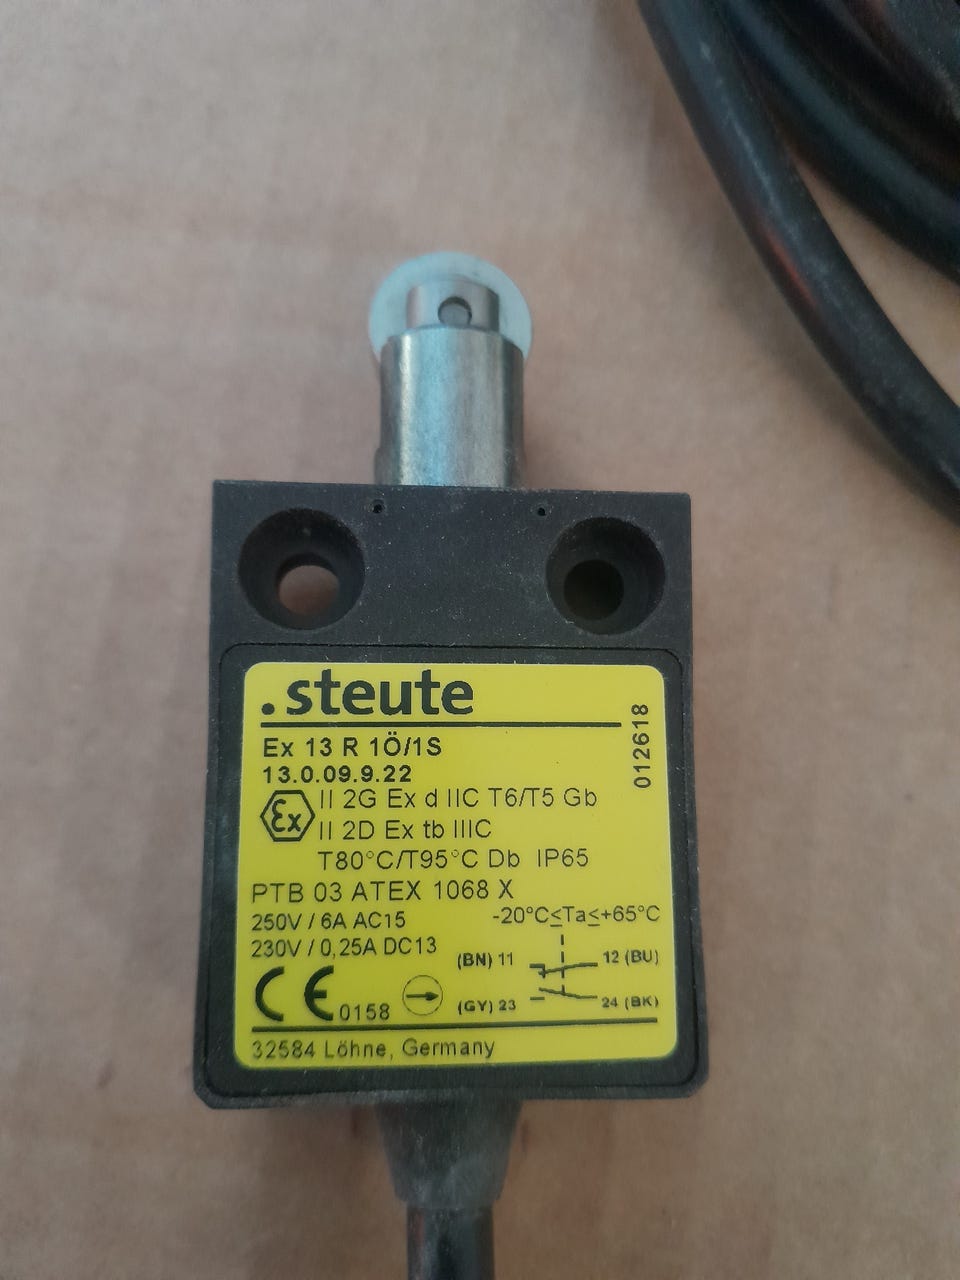 .steute
012618
Ex 13 R 1Ö/1S
13.0.09.9.22
Ex II 2G Ex d IIC T6/T5 Gb
II 2D Ex tb IIIC
T80°C/T95°C Db IP65
PTB 03 ATEX 1068 X
250V / 6A AC15 -20°C≤Ta≤+65°C
230V / 0,25A DC13
(BN) 11 12 (BU)
CE 0158 (GY) 23 24 (BK)
32584 Löhne, Germany